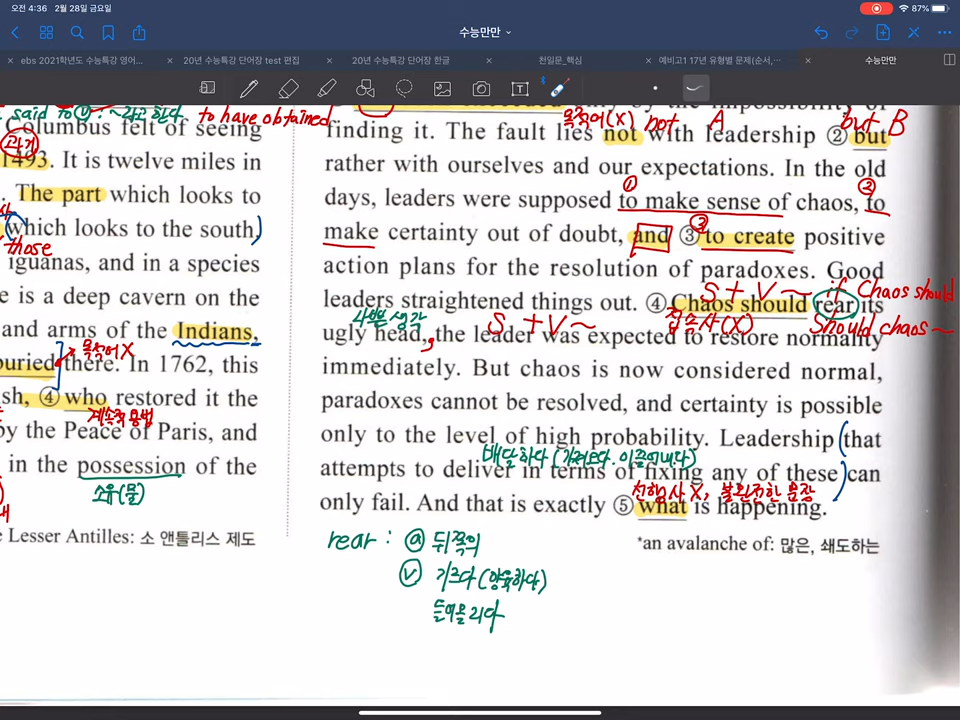 오전 4:36 2월 28일 금요일
87%
수능만만
ebs 2021학년도 수능특강 영어...
20년 수능특강 단어장 test 편집
20년 수능특강 단어장 한글
천일문_핵심
예비고1 17년 유형별 문제(순서,...
수능만만
said to ⓥ : ~라고 한다
to have obtained
Columbus felt of seeing
1493. It is twelve miles in
The part which looks to
which looks to the south)
those
iguanas, and in a species
e is a deep cavern on the
and arms of the Indians,
목적어 X
buried there. In 1762, this
sh, ④ who restored it the
계속적 용법
by the Peace of Paris, and
in the possession of the
소유(물)
Lesser Antilles: 소 앤틀리스 제도
목적어(X) not A but B
finding it. The fault lies not with leadership ② but
rather with ourselves and our expectations. In the old
① ②
days, leaders were supposed to make sense of chaos, to
③
make certainty out of doubt, and ③ to create positive
action plans for the resolution of paradoxes. Good
S + V ~ if Chaos should
leaders straightened things out. ④ Chaos should rear its
나쁜 생각 S + V ~ 접속사(X) Should chaos ~
ugly head, the leader was expected to restore normality
immediately. But chaos is now considered normal,
paradoxes cannot be resolved, and certainty is possible
only to the level of high probability. Leadership (that
배달하다
attempts to deliver in terms of fixing any of these) can
선행사 X, 불완전한 문장
only fail. And that is exactly ⑤ what is happening.
rear : ⓐ 뒤쪽의
ⓥ 기르다 (양육하다)
들어올리다
*an avalanche of: 많은, 쇄도하는